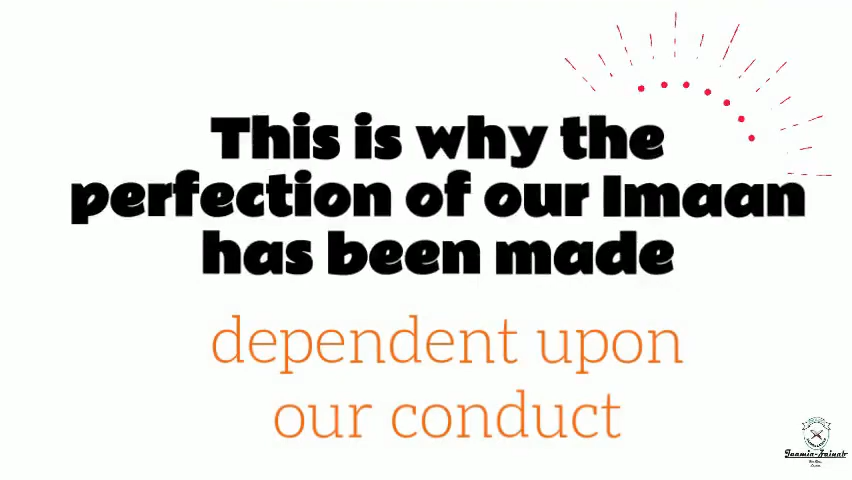 This is why the
perfection of our Imaan
has been made
dependent upon
our conduct